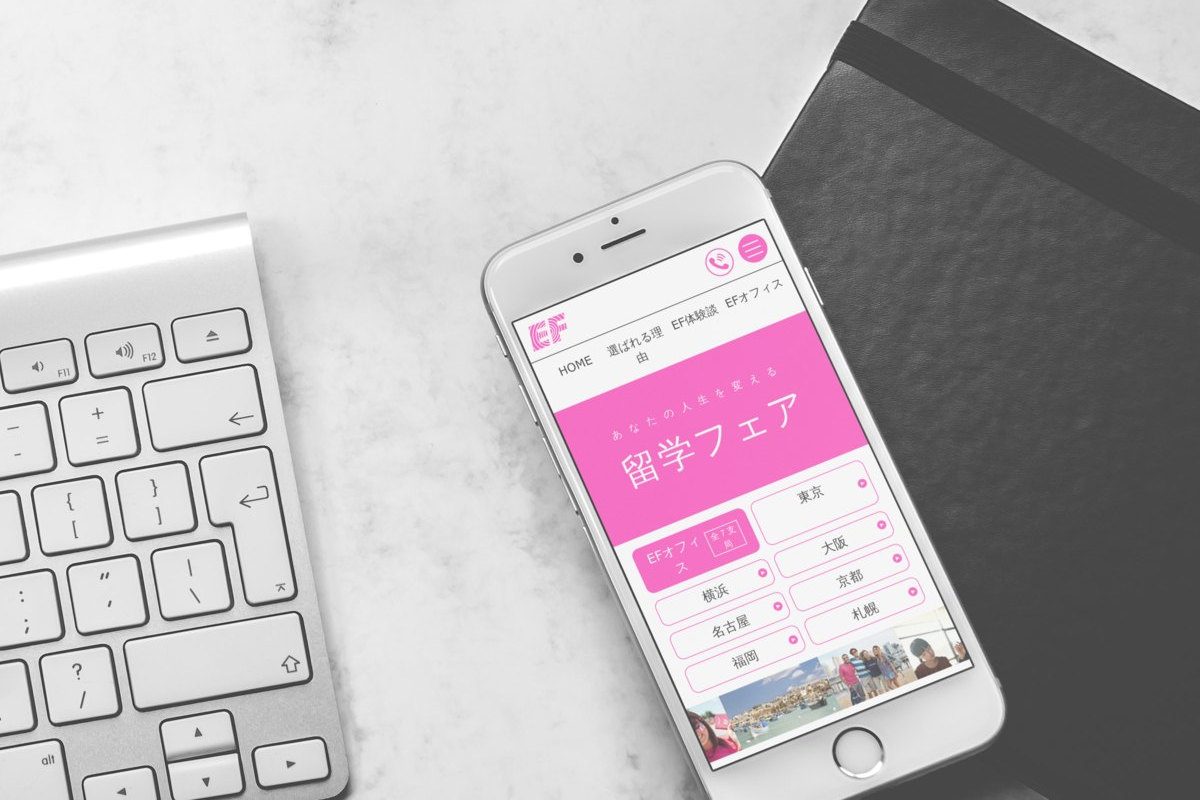 EF
HOME
選ばれる理
由
EF体験談
EFオフィス
あなたの人生を変える
留学フェア
EFオフィ
ス
全7支
局
東京
横浜
大阪
名古屋
京都
福岡
札幌
F11
F12
+
=
-
{
[
}
]
:
;
"
,
|
\
?
/
.
alt